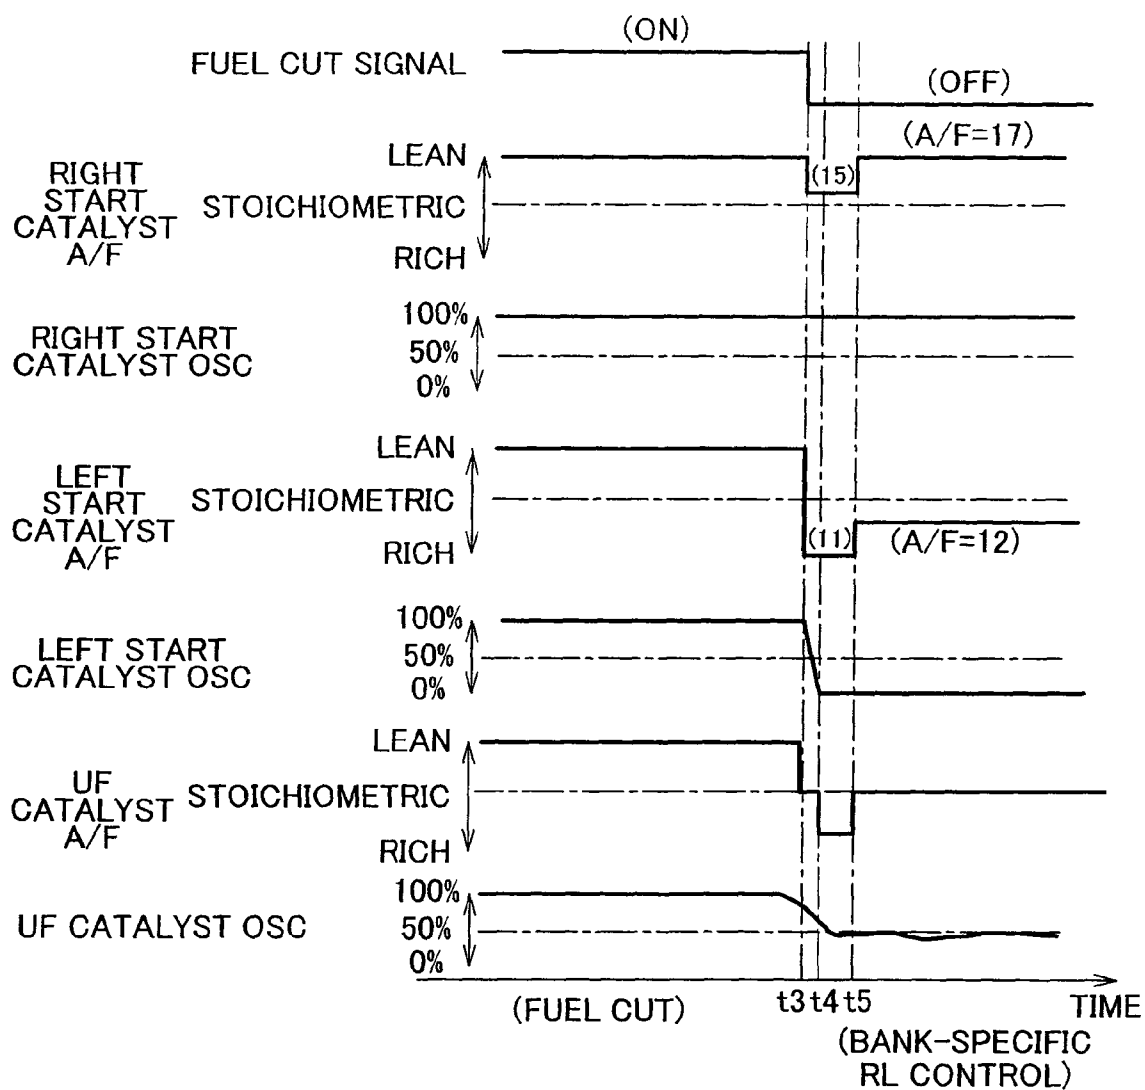 (ON)
FUEL CUT SIGNAL
(OFF)
(A/F=17)
LEAN
(15)
RIGHT
START
CATALYST
A/F
STOICHIOMETRIC
RICH
100%
RIGHT START
CATALYST OSC
50%
0%
LEAN
LEFT
START
CATALYST
A/F
STOICHIOMETRIC
(11)
(A/F=12)
RICH
100%
LEFT START
CATALYST OSC
50%
0%
LEAN
UF
CATALYST
A/F
STOICHIOMETRIC
RICH
100%
UF CATALYST OSC
50%
0%
t3 t4 t5
TIME
(FUEL CUT)
(BANK-SPECIFIC
RL CONTROL)